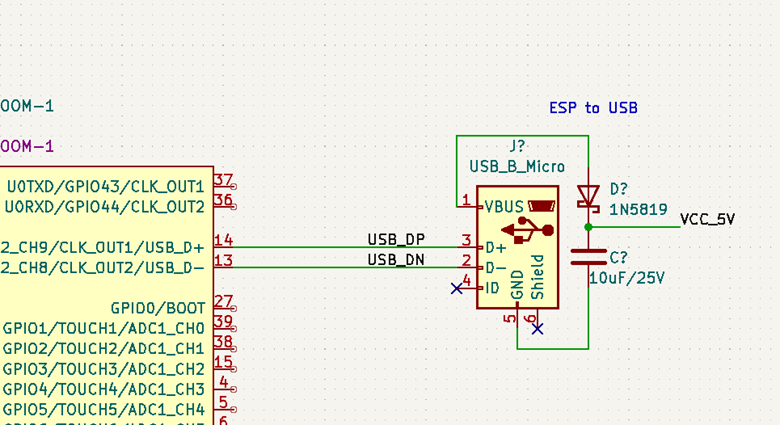 OOM-1
OOM-1
ESP to USB
J?
USB_B_Micro
U0TXD/GPIO43/CLK_OUT1
37
U0RXD/GPIO44/CLK_OUT2
36
2_CH9/CLK_OUT1/USB_D+
14
2_CH8/CLK_OUT2/USB_D-
13
GPIO0/BOOT
27
GPIO1/TOUCH1/ADC1_CH0
39
GPIO2/TOUCH2/ADC1_CH1
38
GPIO3/TOUCH3/ADC1_CH2
15
GPIO4/TOUCH4/ADC1_CH3
4
GPIO5/TOUCH5/ADC1_CH4
5
6
USB_DP
USB_DN
1
VBUS
3
D+
2
D-
4
ID
GND
Shield
5
6
D?
1N5819
VCC_5V
C?
10uF/25V